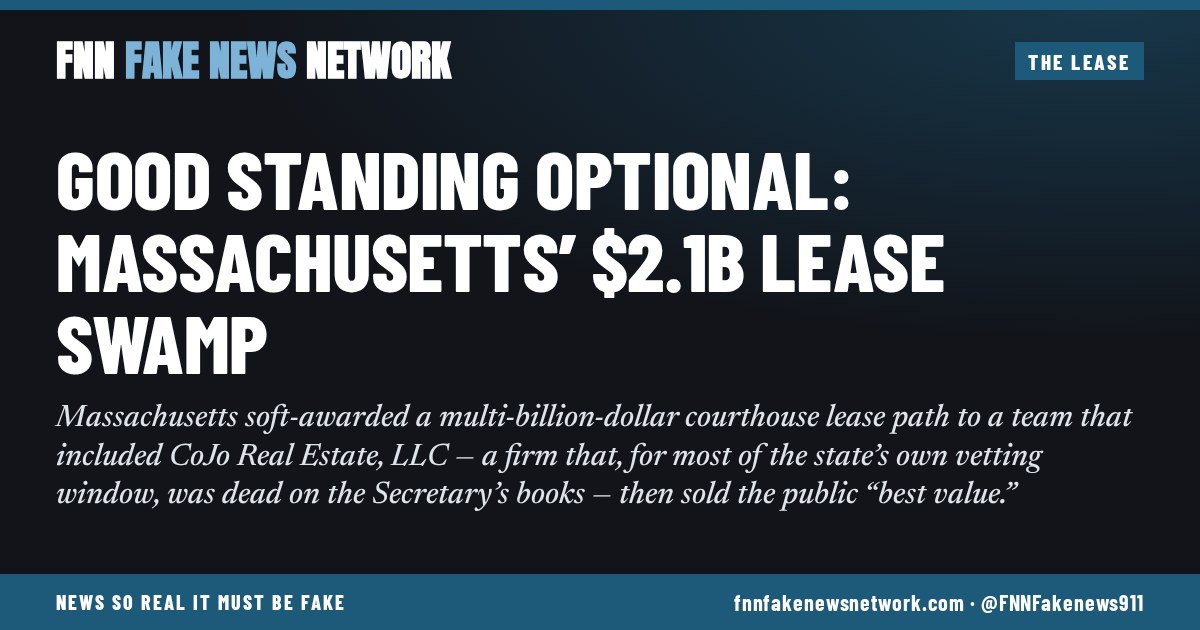 FNN FAKE NEWS NETWORK
THE LEASE
GOOD STANDING OPTIONAL:
MASSACHUSETTS’ $2.1B LEASE
SWAMP
Massachusetts soft-awarded a multi-billion-dollar courthouse lease path to a team that
included CoJo Real Estate, LLC – a firm that, for most of the state’s own vetting
window, was dead on the Secretary’s books – then sold the public “best value.”
NEWS SO REAL IT MUST BE FAKE
fnnfakenewsnetwork.com · @FNNFakenews911